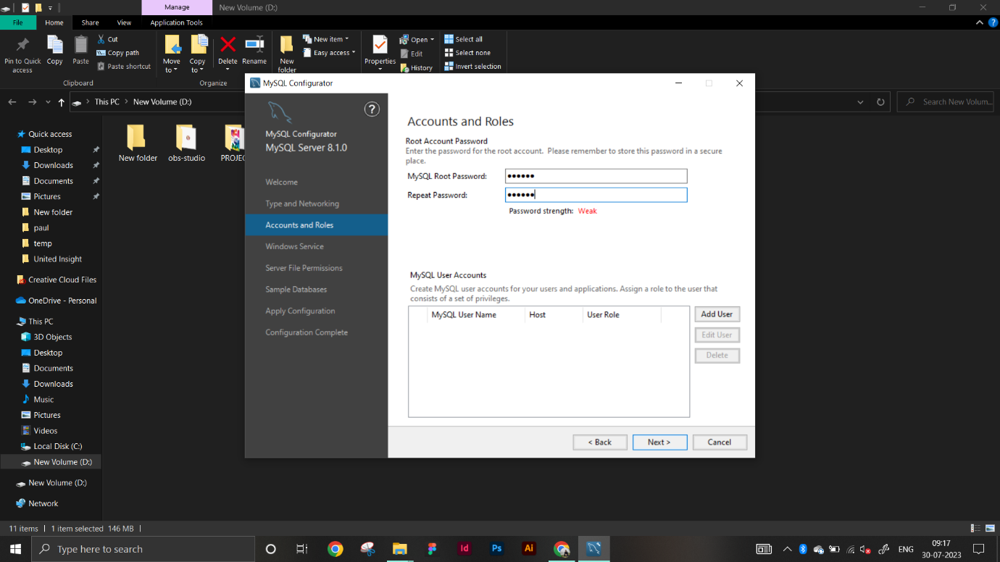 Manage
New Volume (D:)
File
Home
Share
View
Application Tools
Pin to Quick
access
Copy
Paste
Cut
Copy path
Paste shortcut
Move
to
Copy
to
Delete
Rename
New
folder
New item
Easy access
Properties
Open
Edit
History
Select all
Select none
Invert selection
Clipboard
Organize
This PC
New Volume (D:)
Search New Volum...
Quick access
Desktop
Downloads
Documents
Pictures
New folder
paul
temp
United Insight
Creative Cloud Files
OneDrive - Personal
This PC
3D Objects
Desktop
Documents
Downloads
Music
Pictures
Videos
Local Disk (C:)
New Volume (D:)
New Volume (D:)
Network
New folder
obs-studio
PROJEC
MySQL Configurator
?
MySQL Configurator
MySQL Server 8.1.0
Welcome
Type and Networking
Accounts and Roles
Windows Service
Server File Permissions
Sample Databases
Apply Configuration
Configuration Complete
Accounts and Roles
Root Account Password
Enter the password for the root account. Please remember to store this password in a secure
place.
MySQL Root Password:
Repeat Password:
Password strength: Weak
MySQL User Accounts
Create MySQL user accounts for your users and applications. Assign a role to the user that
consists of a set of privileges.
MySQL User Name
Host
User Role
Add User
Edit User
Delete
< Back
Next >
Cancel
11 items
1 item selected 146 MB
Type here to search
Id
Ps
Ai
ENG
09:17
30-07-2023